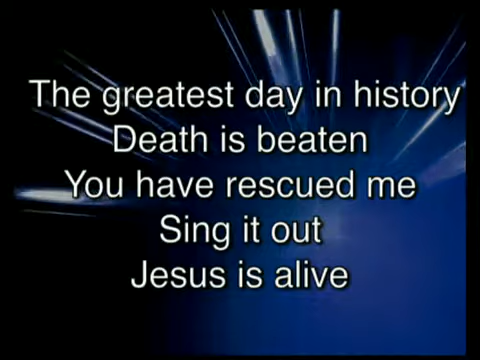 The greatest day in history
Death is beaten
You have rescued me
Sing it out
Jesus is alive